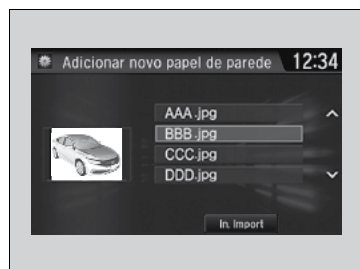 Adicionar novo papel de parede 12:34
AAA.jpg
BBB.jpg
CCC.jpg
DDD.jpg
In. Import